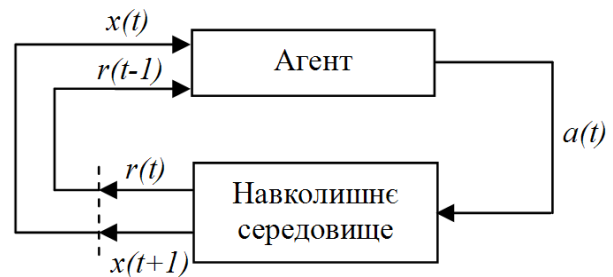 x(t)
Агент
r(t-1)
a(t)
r(t)
Навколишнє
середовище
x(t+1)